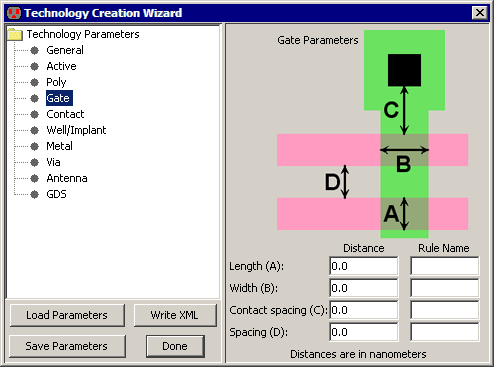 Technology Creation Wizard
Technology Parameters
General
Active
Poly
Gate
Contact
Well/Implant
Metal
Via
Antenna
GDS
Load Parameters
Write XML
Save Parameters
Done
Gate Parameters
C
B
D
A
Distance Rule Name
Length (A): 0.0
Width (B): 0.0
Contact spacing (C): 0.0
Spacing (D): 0.0
Distances are in nanometers